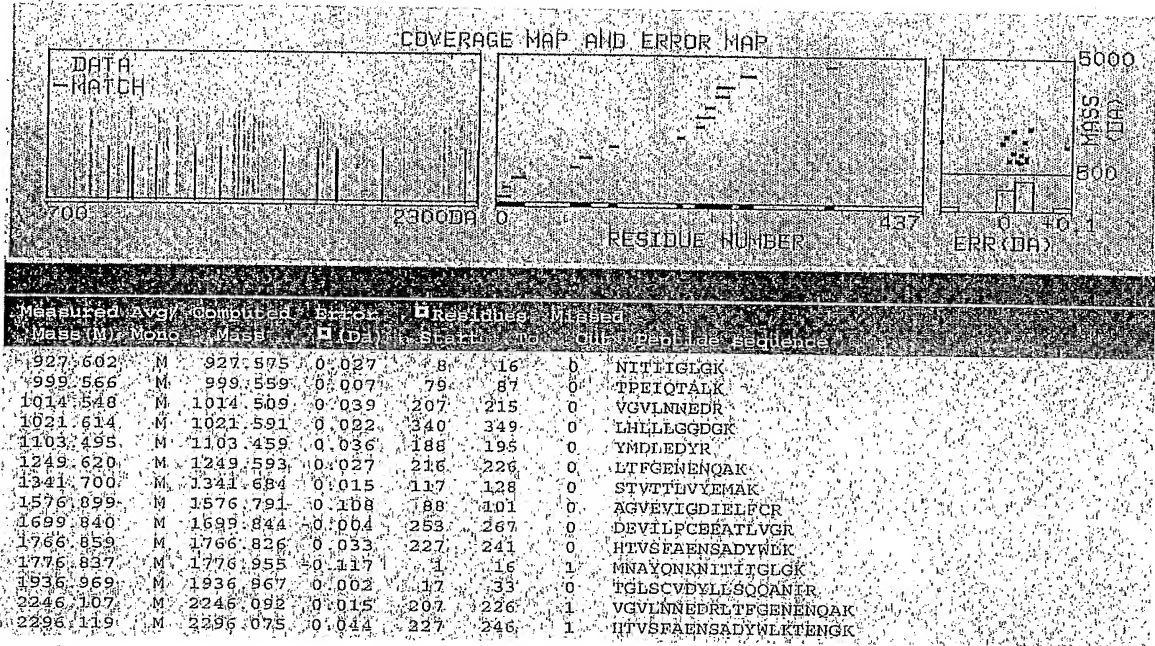 COVERAGE MAP AND ERROR MAP
DATA
MATCH
5000
MASS (DA)
500
700 2300DA
0 437
RESIDUE NUMBER
0 +0.1
ERR(DA)
Measured Avg/ Computed Error Residues Missed
Mass(M) Mono Mass (Da) Start To Cut Peptide sequence
927.602 M 927.575 0.027 8 16 0 NITIIGLGK
999.566 M 999.559 0.007 79 87 0 TPEIQTALK
1014.548 M 1014.509 0.039 207 215 0 VGVLNNEDR
1021.614 M 1021.591 0.022 340 349 0 LHLLLGQDGK
1103.495 M 1103.459 0.036 188 195 0 YMDLEDYR
1249.620 M 1249.593 0.027 216 226 0 LTFGENENQAK
1341.700 M 1341.684 0.015 117 128 0 STVTTLVYEMAK
1576.899 M 1576.791 0.108 88 101 0 AGVEVIGDIELFCR
1699.840 M 1699.844 -0.004 253 267 0 DEVILPCEEATLVGR
1766.859 M 1766.826 0.033 227 241 0 HTVSFAENSADYWLK
1776.837 M 1776.955 -0.117 1 16 1 MNAYQNKNITIIGLGK
1936.969 M 1936.967 0.002 17 33 0 TGLSCVDYLLSQQANIR
2246.107 M 2246.092 0.015 207 226 1 VGVLNNEDRLTFGENENQAK
2296.119 M 2296.075 0.044 227 246 1 HTVSFAENSADYWLKTENGK